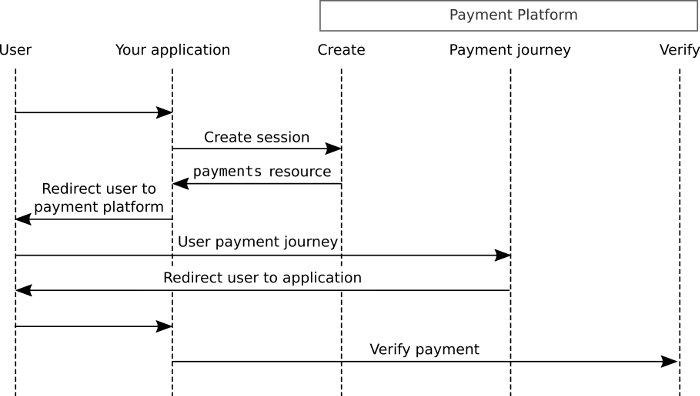 Payment Platform
User Your application Create Payment journey Verify
Create session
payments resource
Redirect user to
payment platform
User payment journey
Redirect user to application
Verify payment